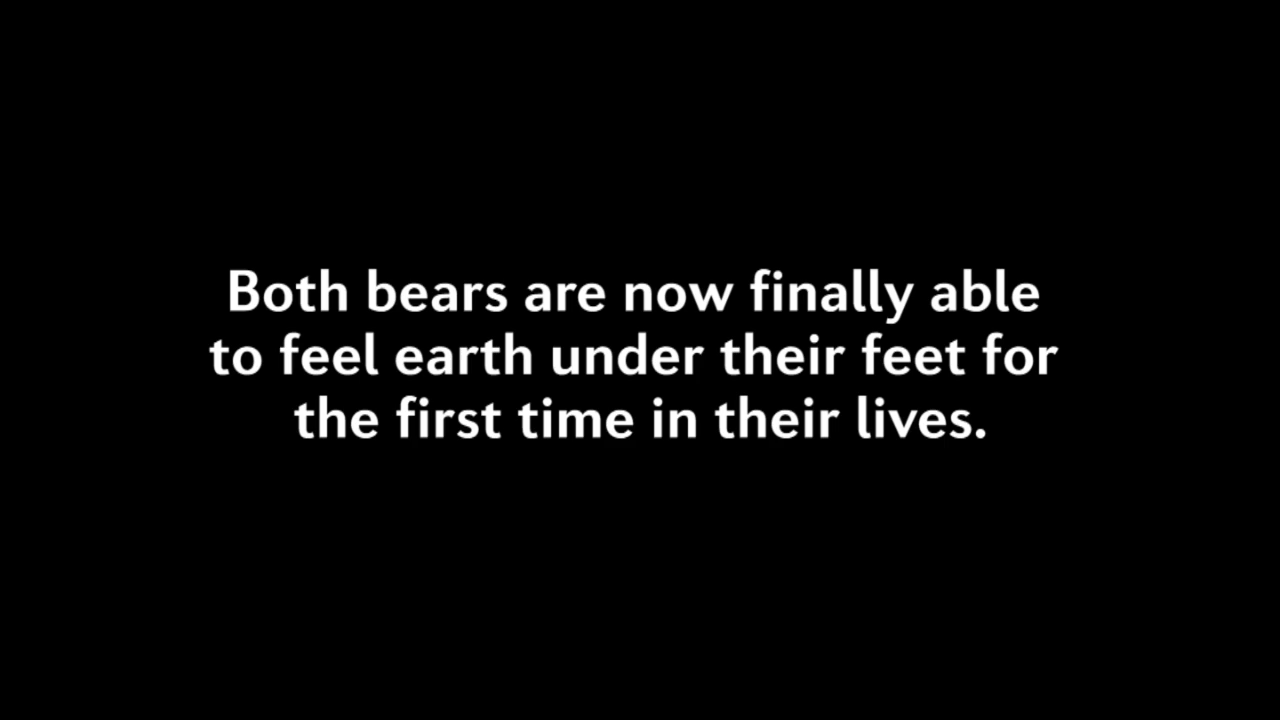 Both bears are now finally able
to feel earth under their feet for
the first time in their lives.